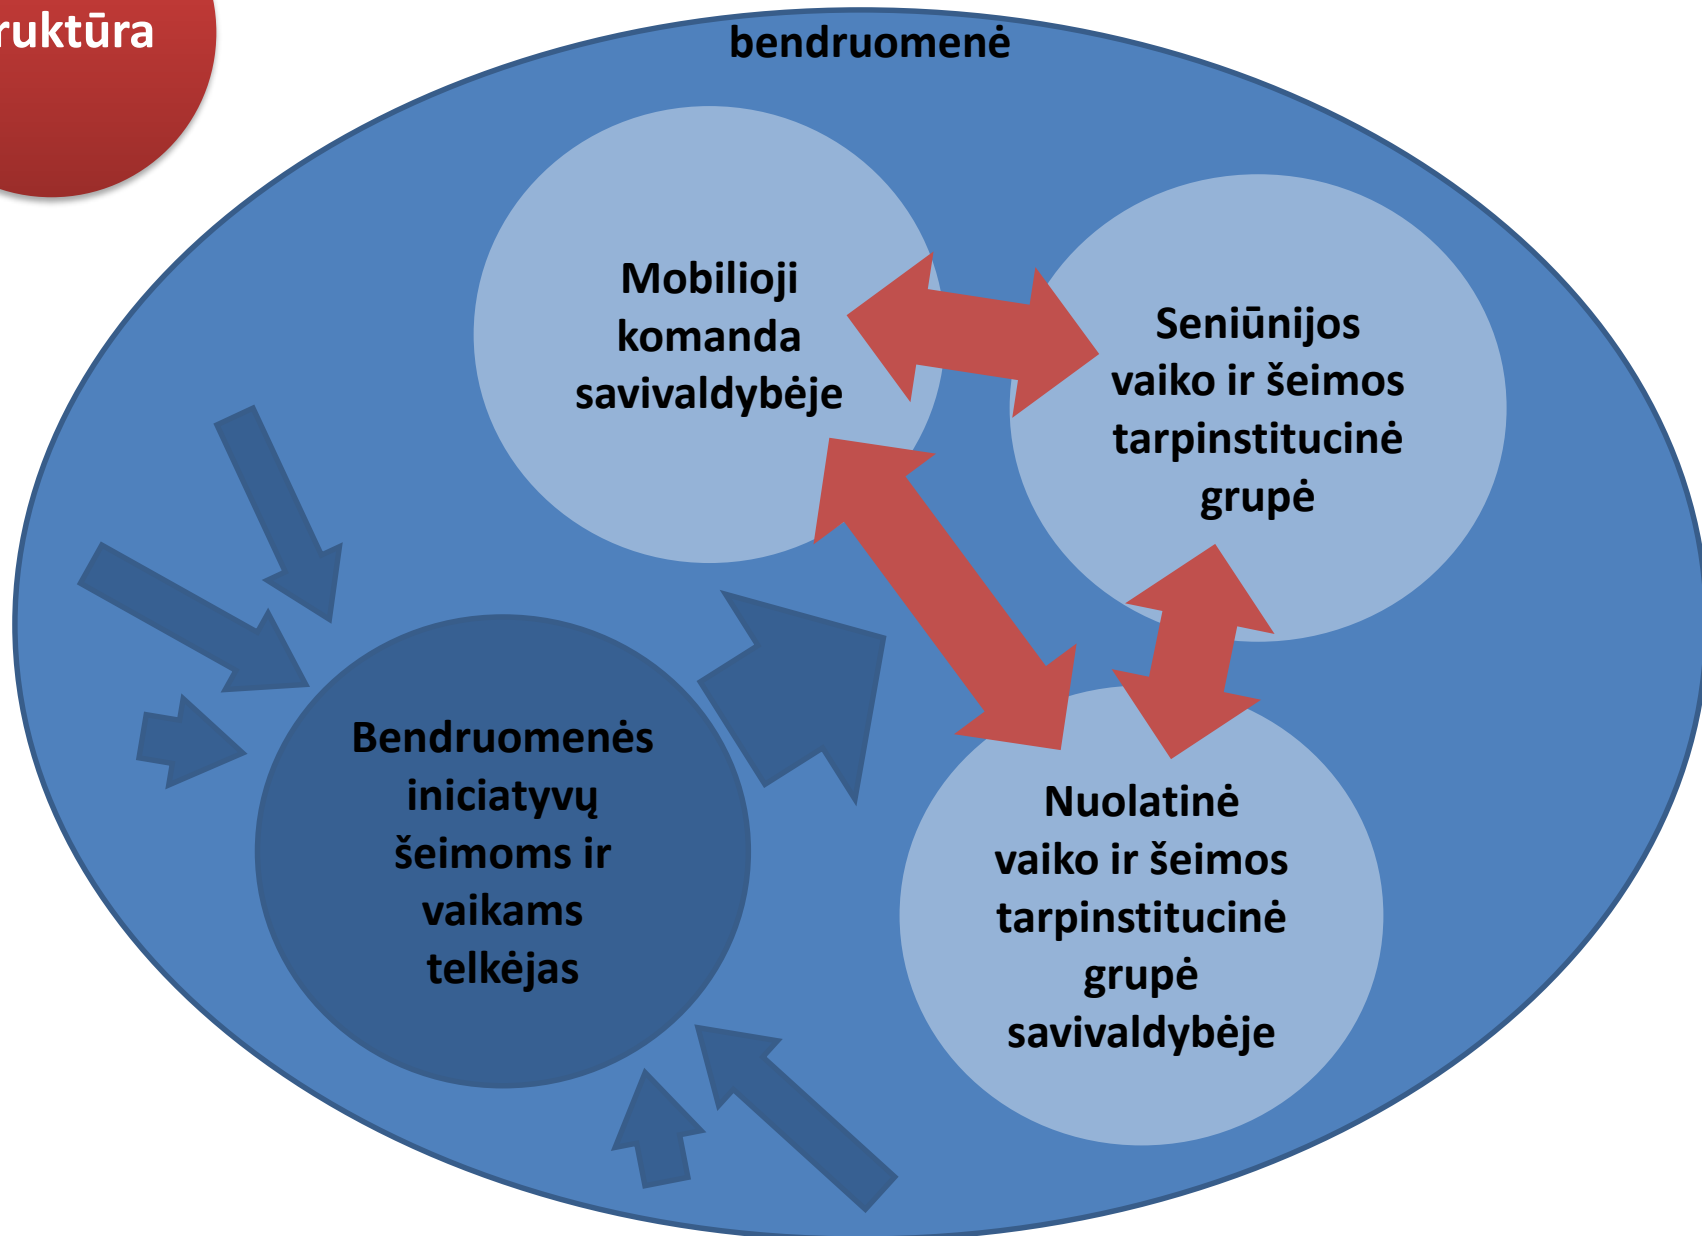 ruktūra
bendruomenė
Mobilioji
komanda
savivaldybėje
Seniūnijos
vaiko ir šeimos
tarpinstitucinė
grupė
Bendruomenės
iniciatyvų
šeimoms ir
vaikams
telkėjas
Nuolatinė
vaiko ir šeimos
tarpinstitucinė
grupė
savivaldybėje